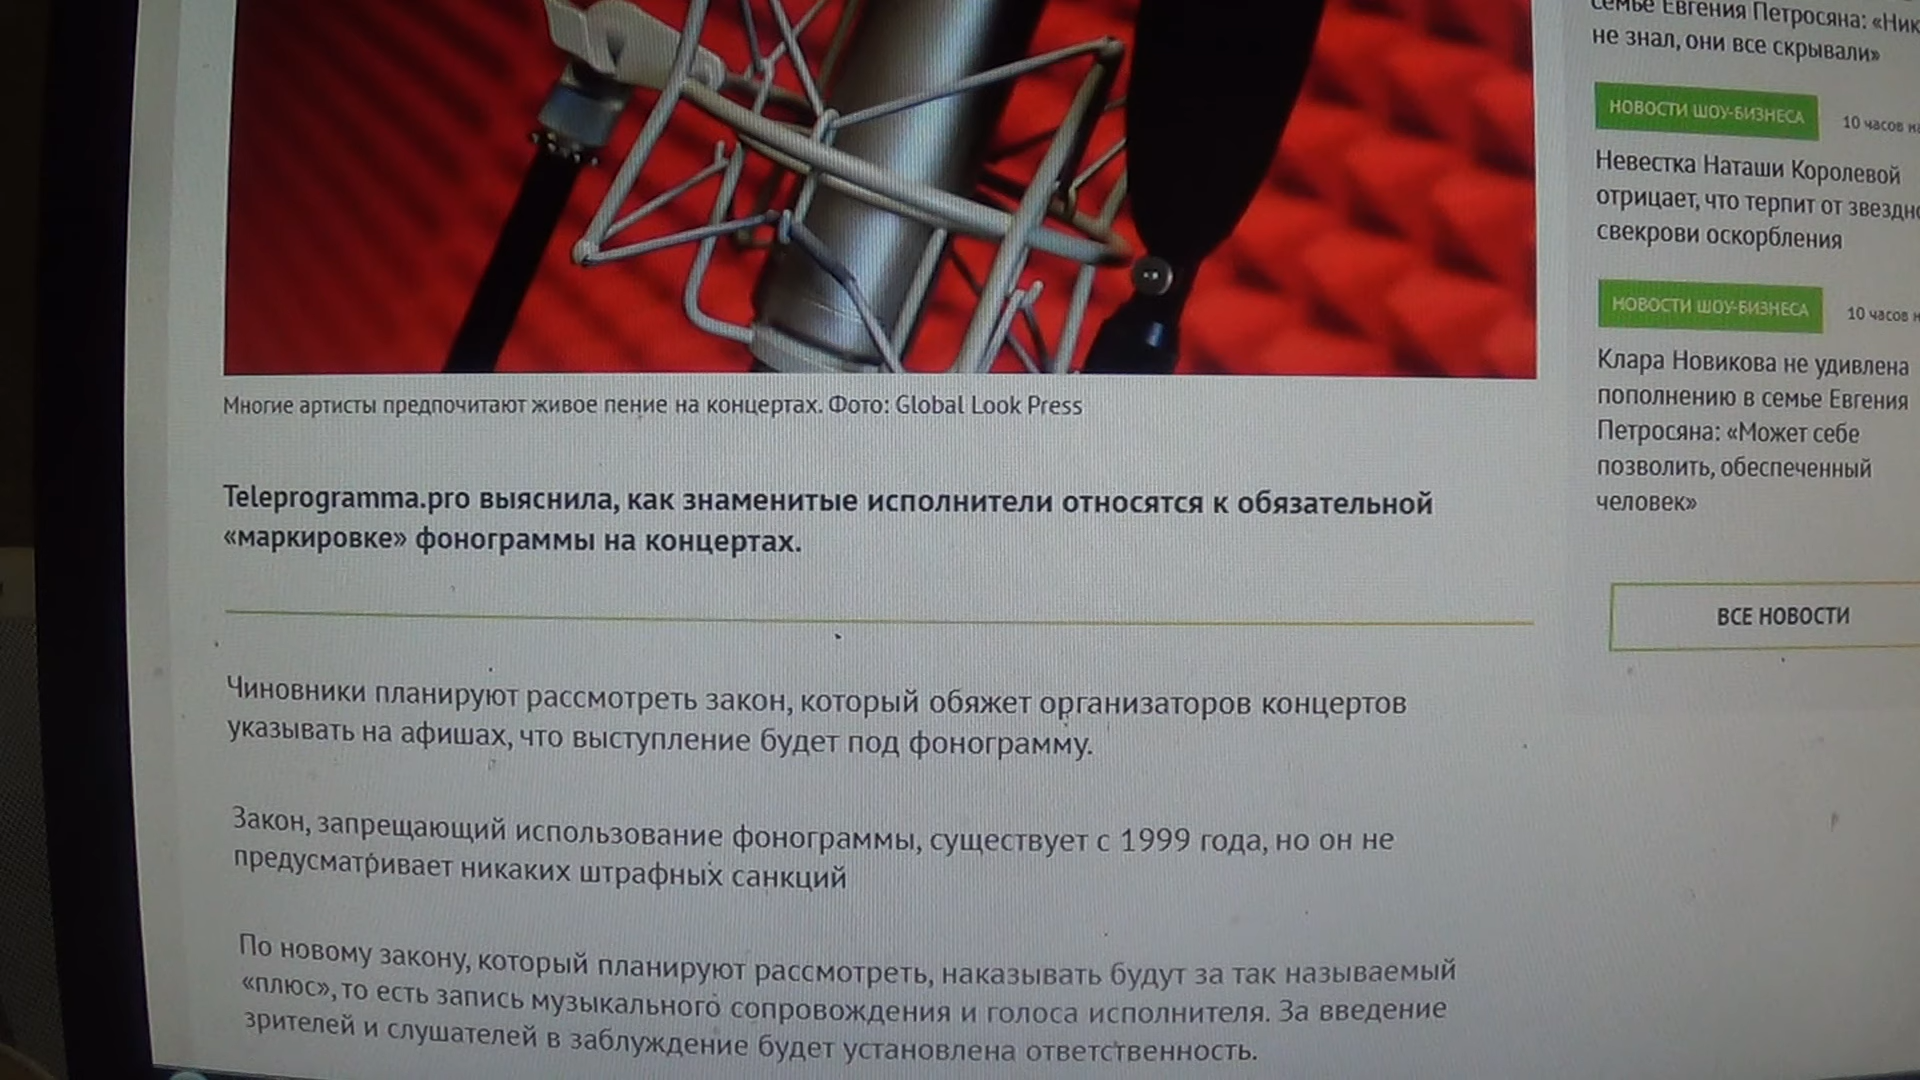 Многие артисты предпочитают живое пение на концертах. Фото: Global Look Press
Teleprogramma.pro выяснила, как знаменитые исполнители относятся к обязательной
«маркировке» фонограммы на концертах.
Чиновники планируют рассмотреть закон, который обяжет организаторов концертов
указывать на афишах, что выступление будет под фонограмму.
Закон, запрещающий использование фонограммы, существует с 1999 года, но он не
предусматривает никаких штрафных санкций
По новому закону, который планируют рассмотреть, наказывать будут за так называемый
«плюс», то есть запись музыкального сопровождения и голоса исполнителя. За введение
зрителей и слушателей в заблуждение будет установлена ответственность.
семье Евгения Петросяна:
не знал, они все скрывали»
НОВОСТИ ШОУ-БИЗНЕСА 10 часов
Невестка Наташи Королевой
отрицает, что терпит от
свекрови оскорбления
НОВОСТИ ШОУ-БИЗНЕСА 10 часов
Клара Новикова не удивлена
пополнению в семье Евгения
Петросяна: «Может себе
позволить, обеспеченный
человек»
ВСЕ НОВОСТИ